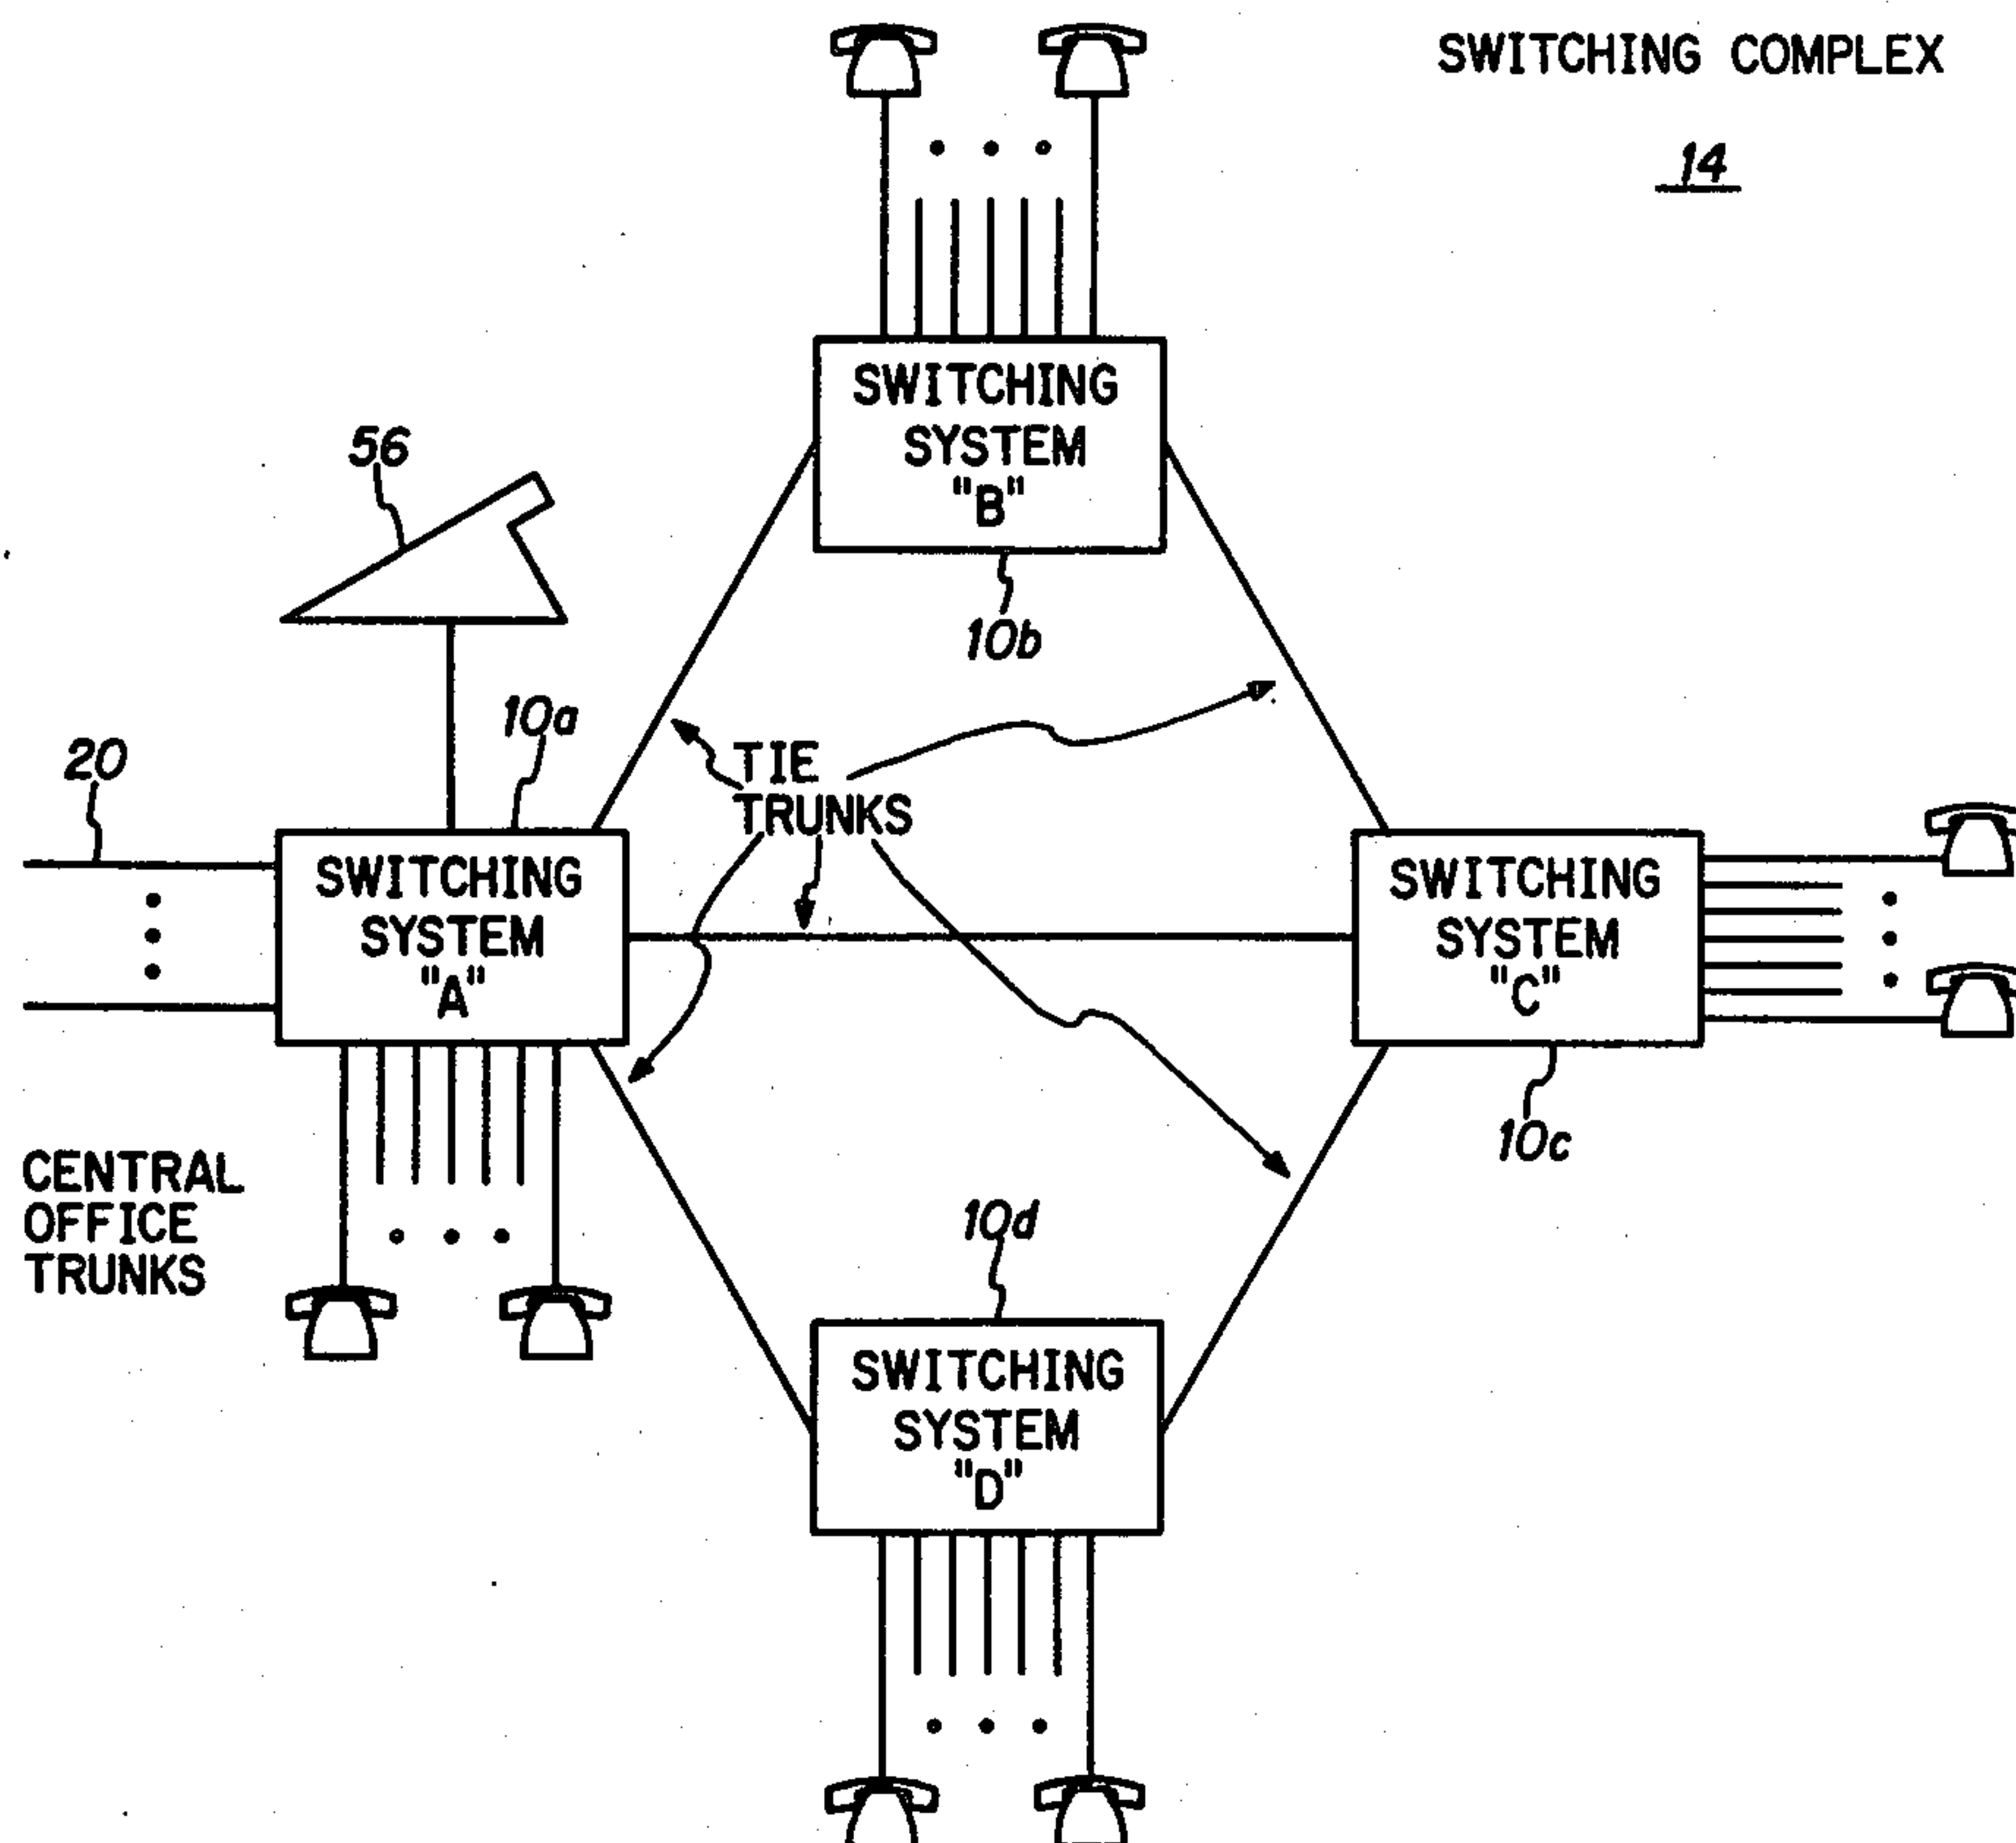 SWITCHING COMPLEX
14
SWITCHING
SYSTEM
"B"
10b
56
10a
20
TIE
TRUNKS
SWITCHING
SYSTEM
"A"
SWITCHING
SYSTEM
"C"
10c
CENTRAL
OFFICE
TRUNKS
10d
SWITCHING
SYSTEM
"D"